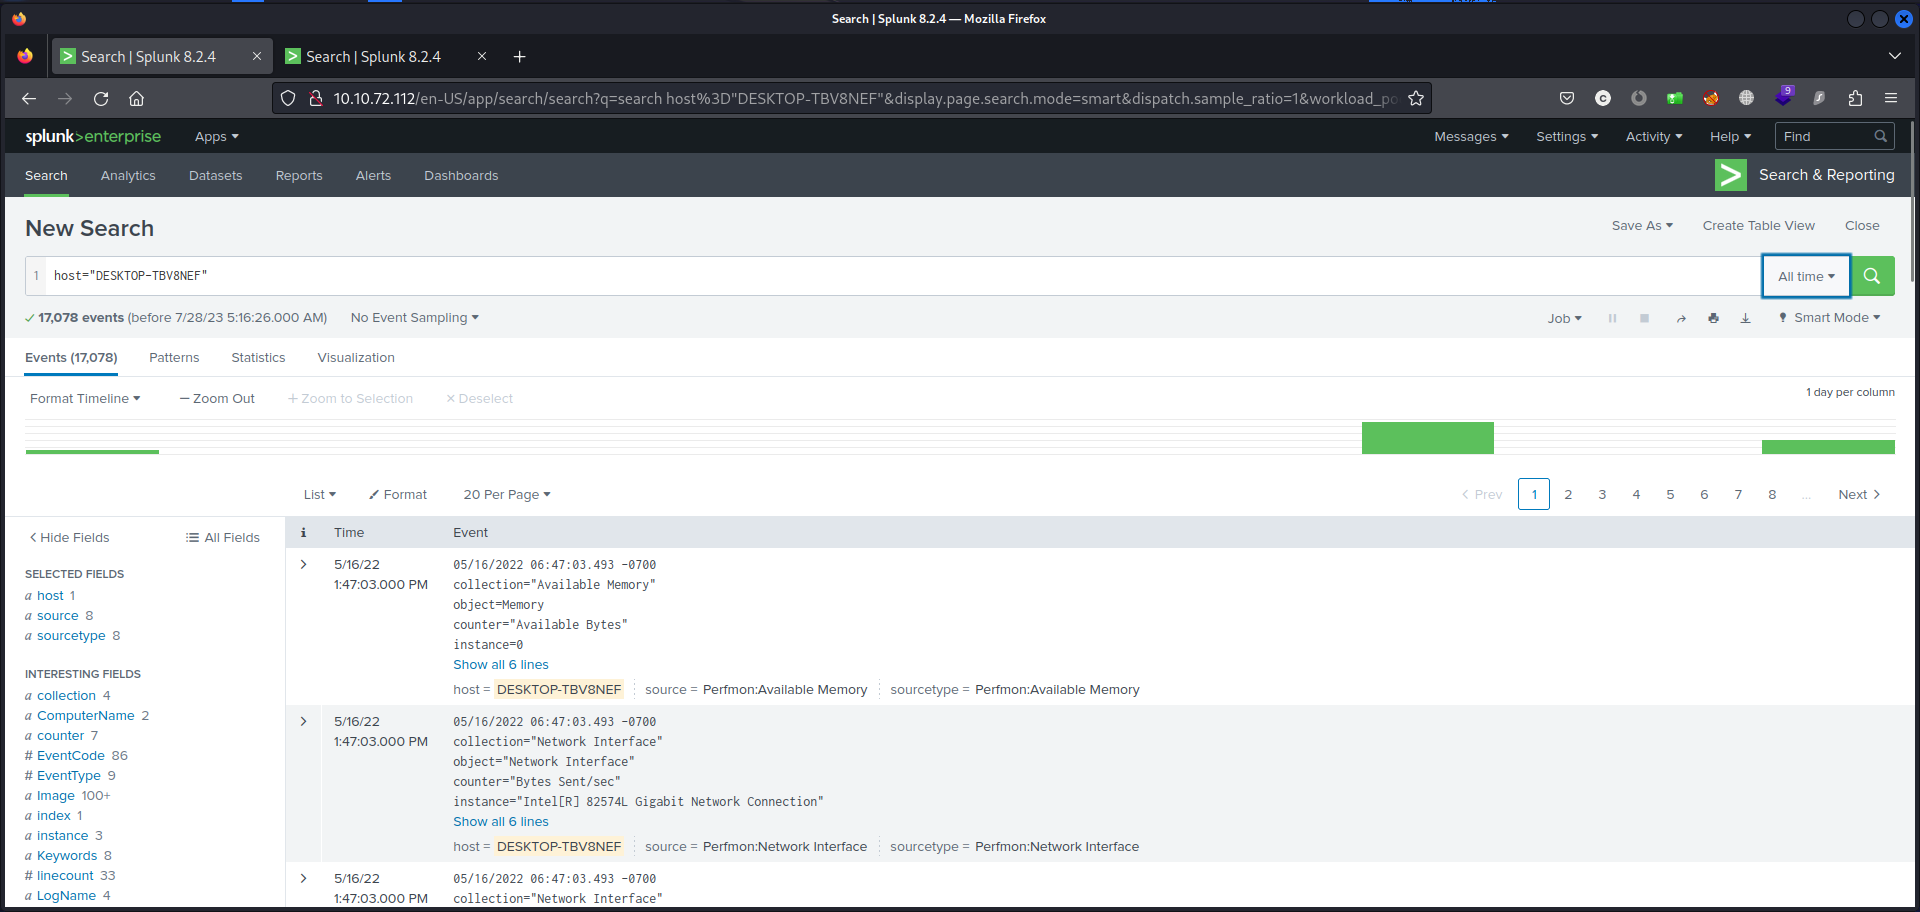 Search | Splunk 8.2.4 — Mozilla Firefox
Search | Splunk 8.2.4
Search | Splunk 8.2.4
10.10.72.112/en-US/app/search/search?q=search host%3D"DESKTOP-TBV8NEF"&display.page.search.mode=smart&dispatch.sample_ratio=1&workload_po
9
splunk>enterprise Apps Messages Settings Activity Help Find
Search Analytics Datasets Reports Alerts Dashboards Search & Reporting
New Search Save As Create Table View Close
1 host="DESKTOP-TBV8NEF" All time
17,078 events (before 7/28/23 5:16:26.000 AM) No Event Sampling Job Smart Mode
Events (17,078) Patterns Statistics Visualization
Format Timeline — Zoom Out + Zoom to Selection × Deselect 1 day per column
List Format 20 Per Page < Prev 1 2 3 4 5 6 7 8 ... Next >
< Hide Fields All Fields
SELECTED FIELDS
a host 1
a source 8
a sourcetype 8
INTERESTING FIELDS
a collection 4
a ComputerName 2
a counter 7
# EventCode 86
# EventType 9
a Image 100+
a index 1
a instance 3
a Keywords 8
# linecount 33
a LogName 4
i Time Event
> 5/16/22
1:47:03.000 PM
05/16/2022 06:47:03.493 -0700
collection="Available Memory"
object=Memory
counter="Available Bytes"
instance=0
Show all 6 lines
host = DESKTOP-TBV8NEF source = Perfmon:Available Memory sourcetype = Perfmon:Available Memory
> 5/16/22
1:47:03.000 PM
05/16/2022 06:47:03.493 -0700
collection="Network Interface"
object="Network Interface"
counter="Bytes Sent/sec"
instance="Intel[R] 82574L Gigabit Network Connection"
Show all 6 lines
host = DESKTOP-TBV8NEF source = Perfmon:Network Interface sourcetype = Perfmon:Network Interface
> 5/16/22
1:47:03.000 PM
05/16/2022 06:47:03.493 -0700
collection="Network Interface"